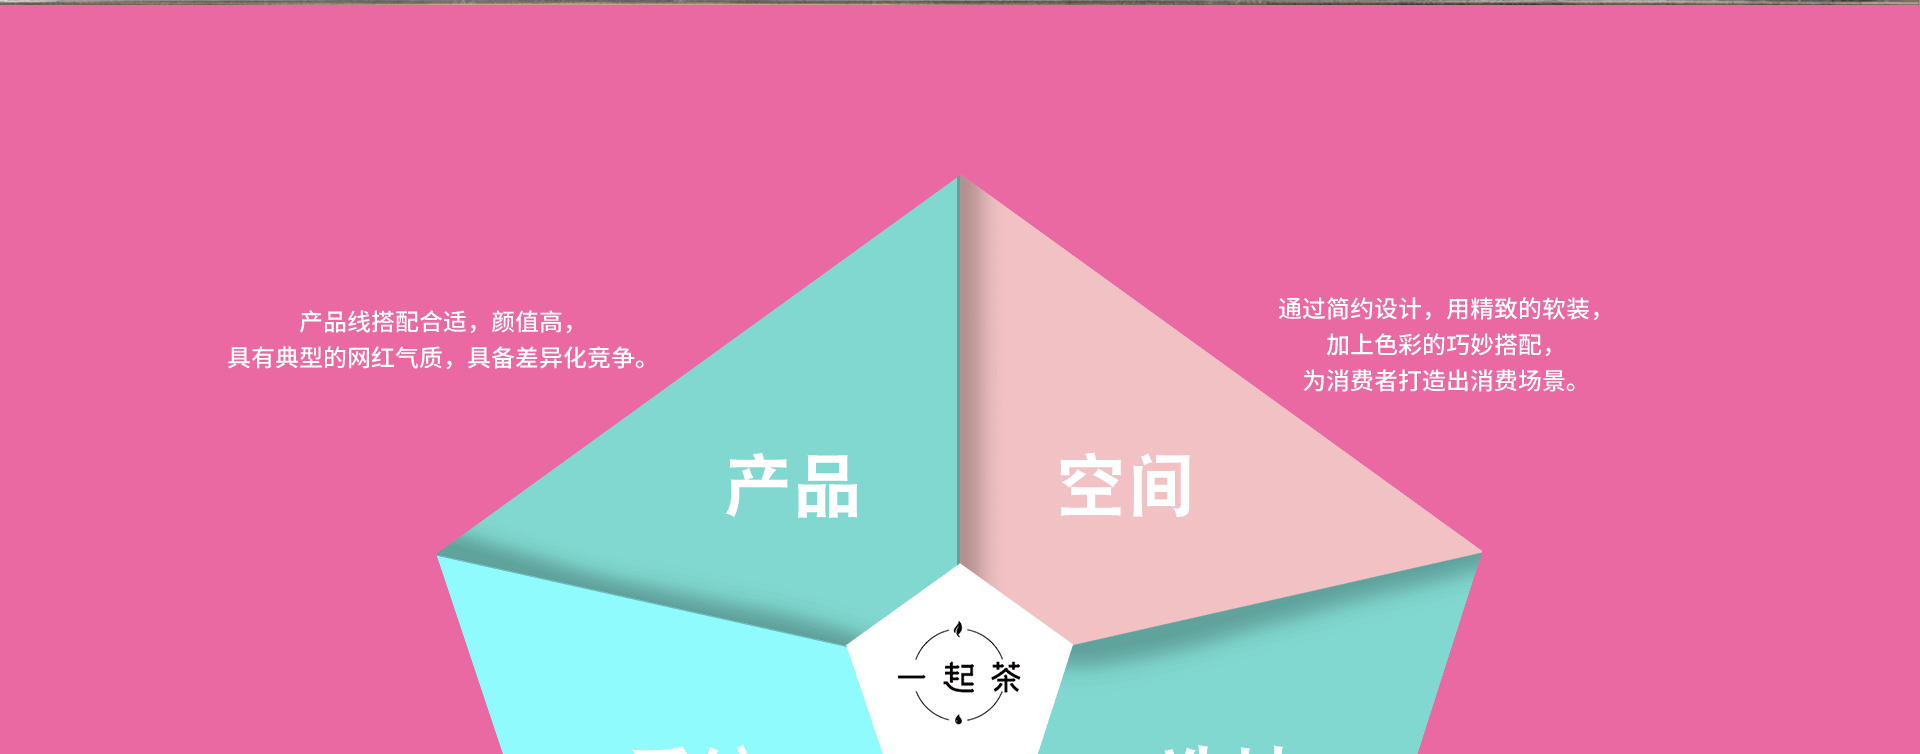 产品线搭配合适，颜值高，
具有典型的网红气质，具备差异化竞争。
通过简约设计，用精致的软装，
加上色彩的巧妙搭配，
为消费者打造出消费场景。
产品
空间
一起茶